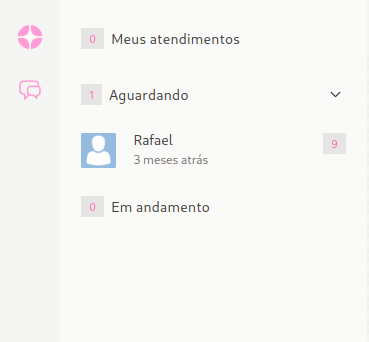 0 Meus atendimentos
1 Aguardando
Rafael 9
3 meses atrás
0 Em andamento